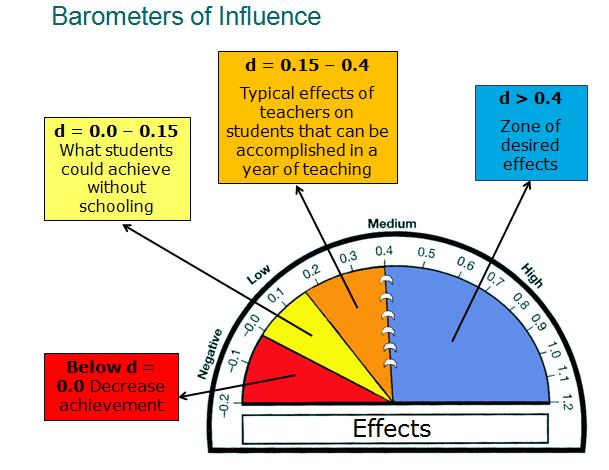 Barometers of Influence
d = 0.15 – 0.4
Typical effects of
teachers on
students that can be
accomplished in a
year of teaching
d > 0.4
Zone of
desired
effects
d = 0.0 – 0.15
What students
could achieve
without
schooling
Below d =
0.0 Decrease
achievement
Negative
Low
Medium
High
-0.2
-0.1
-0.0
0.1
0.2
0.3
0.4
0.5
0.6
0.7
0.8
0.9
1.0
1.1
1.2
Effects